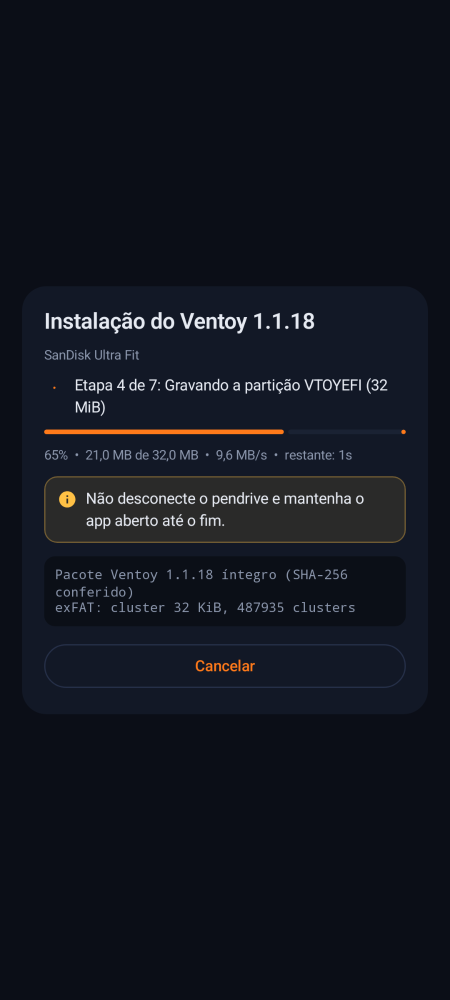 Instalação do Ventoy 1.1.18
SanDisk Ultra Fit
Etapa 4 de 7: Gravando a partição VTOYEFI (32
MiB)
65% • 21,0 MB de 32,0 MB • 9,6 MB/s • restante: 1s
Não desconecte o pendrive e mantenha o
app aberto até o fim.
Pacote Ventoy 1.1.18 íntegro (SHA-256
conferido)
exFAT: cluster 32 KiB, 487935 clusters
Cancelar